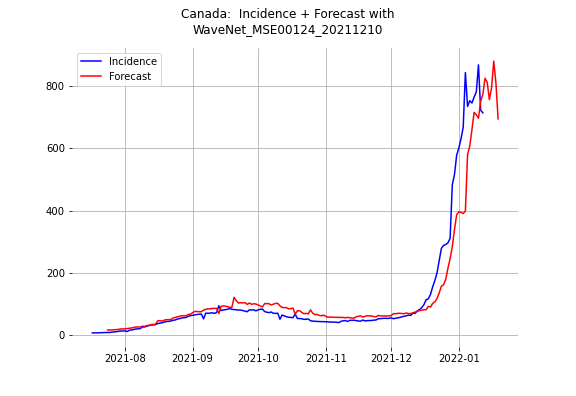 Canada:  Incidence + Forecast with
WaveNet_MSE00124_20211210
Incidence
Forecast
800
600
400
200
0
2021-08 2021-09 2021-10 2021-11 2021-12 2022-01